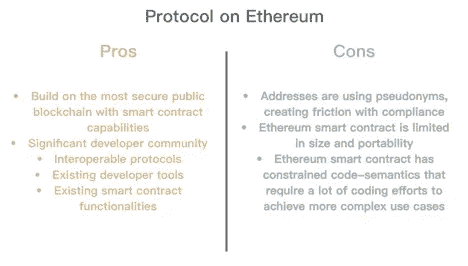 Protocol on Ethereum
Pros
• Build on the most secure public
blockchain with smart contract
capabilities
• Significant developer community
• Interoperable protocols
• Existing developer tools
• Existing smart contract
functionalities
Cons
• Addresses are using pseudonyms,
creating friction with compliance
• Ethereum smart contract is limited
in size and portability
• Ethereum smart contract has
constrained code-semantics that
require a lot of coding efforts to
achieve more complex use cases